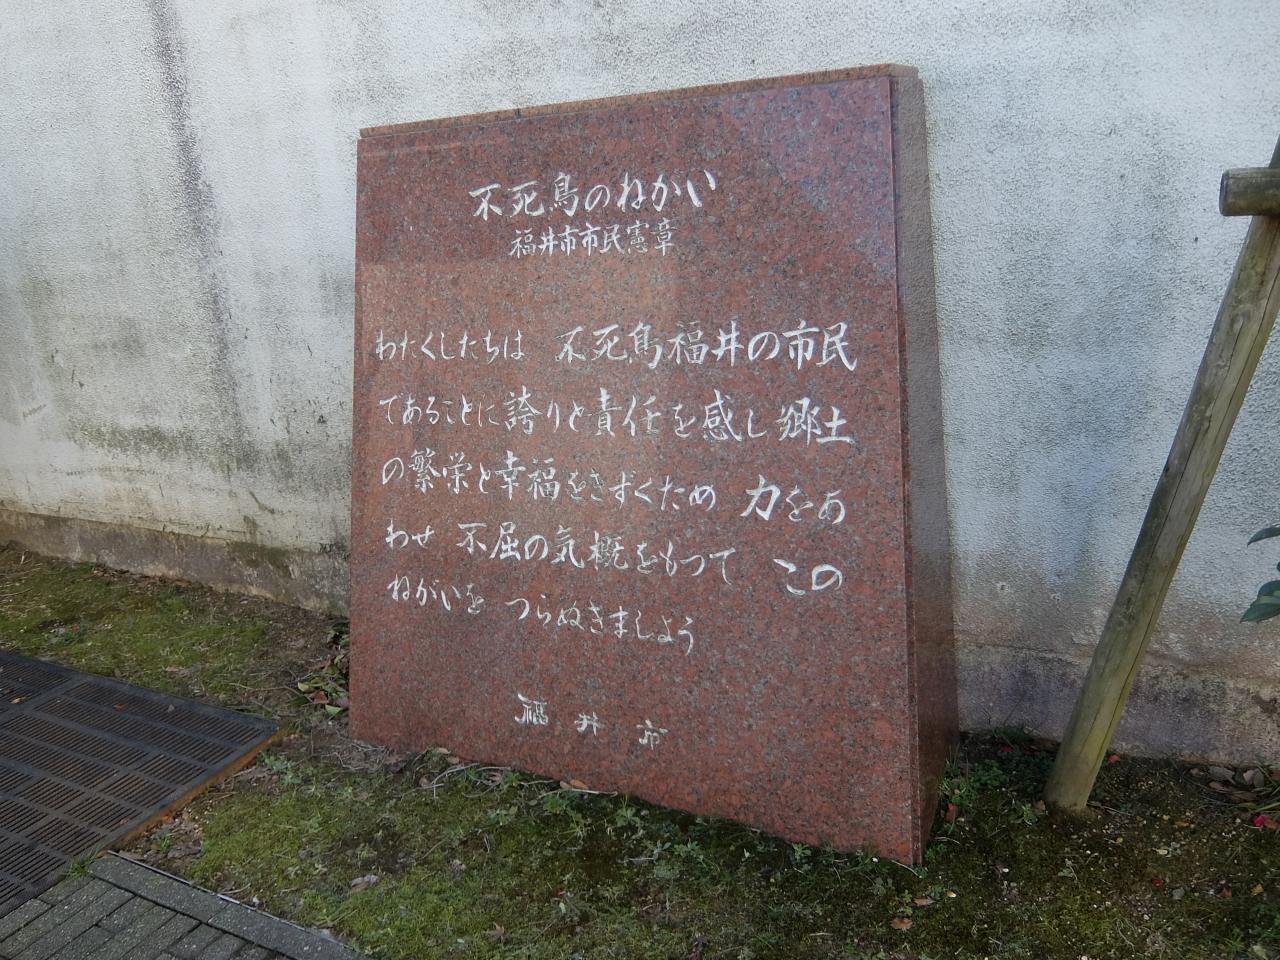 不死鳥のねがい
福井市市民憲章
わたくしたちは 不死鳥福井の市民
であることに誇りと責任を感じ郷土
の繁栄と幸福をきずくため 力をあ
わせ 不屈の気概をもつて この
ねがいを つらぬきましよう
福井市